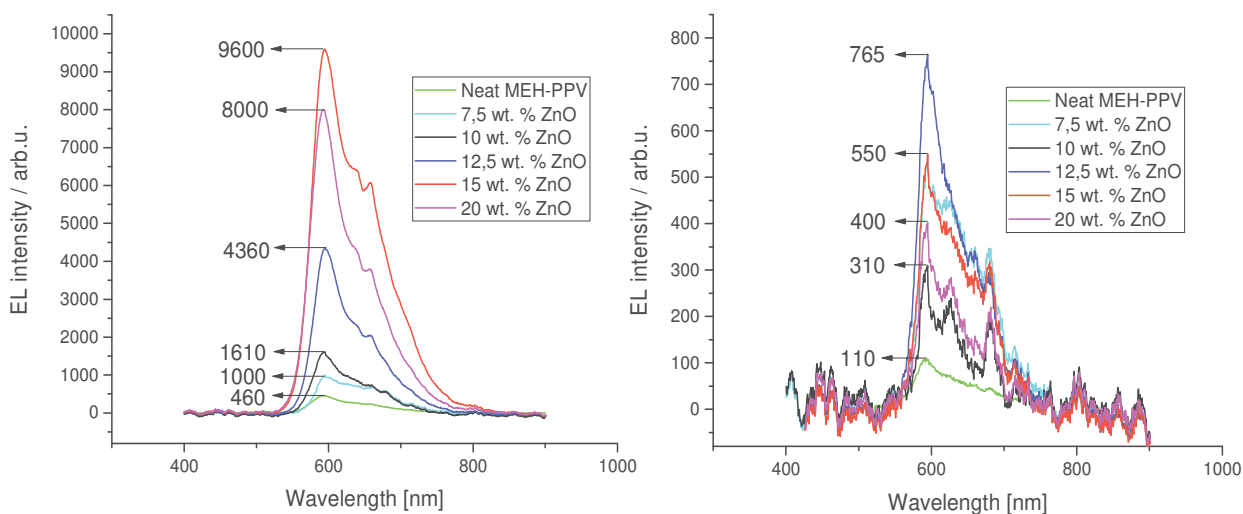 10000
9000
8000
7000
6000
5000
4000
3000
2000
1000
0
EL intensity / arb.u.
9600
8000
4360
1610
1000
460
Neat MEH-PPV
7,5 wt. % ZnO
10 wt. % ZnO
12,5 wt. % ZnO
15 wt. % ZnO
20 wt. % ZnO
400 600 800 1000
Wavelength [nm]
800
700
600
500
400
300
200
100
0
EL intensity / arb.u.
765
550
400
310
110
Neat MEH-PPV
7,5 wt. % ZnO
10 wt. % ZnO
12,5 wt. % ZnO
15 wt. % ZnO
20 wt. % ZnO
400 600 800 1000
Wavelength [nm]